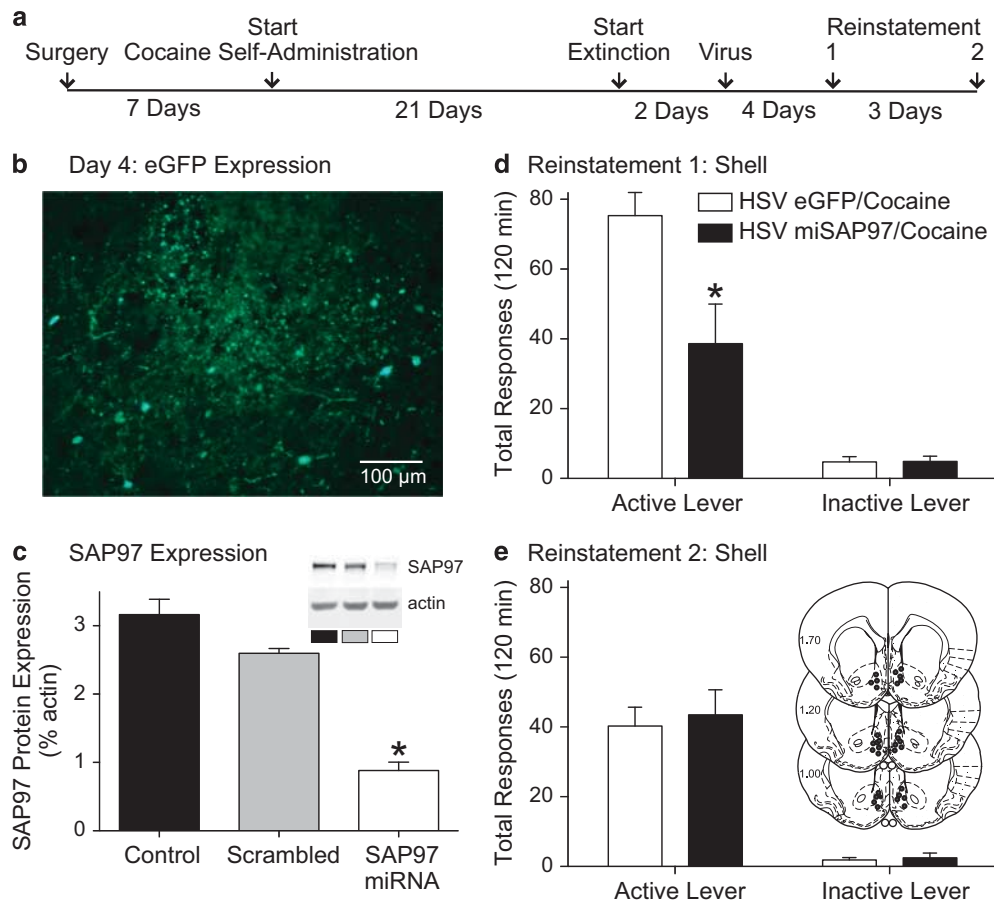 a
Start
Reinstatement
Surgery Cocaine Self-Administration
Start
Extinction
Virus
1
2
7 Days
21 Days
2 Days
4 Days
3 Days
b Day 4: eGFP Expression
100 μm
c SAP97 Expression
SAP97
actin
SAP97 Protein Expression
(% actin)
3
2
1
0
*
Control
Scrambled
SAP97
miRNA
d Reinstatement 1: Shell
Total Responses (120 min)
80
60
40
20
0
HSV eGFP/Cocaine
HSV miSAP97/Cocaine
*
Active Lever
Inactive Lever
e Reinstatement 2: Shell
Total Responses (120 min)
80
60
40
20
0
1.70
1.20
1.00
Active Lever
Inactive Lever